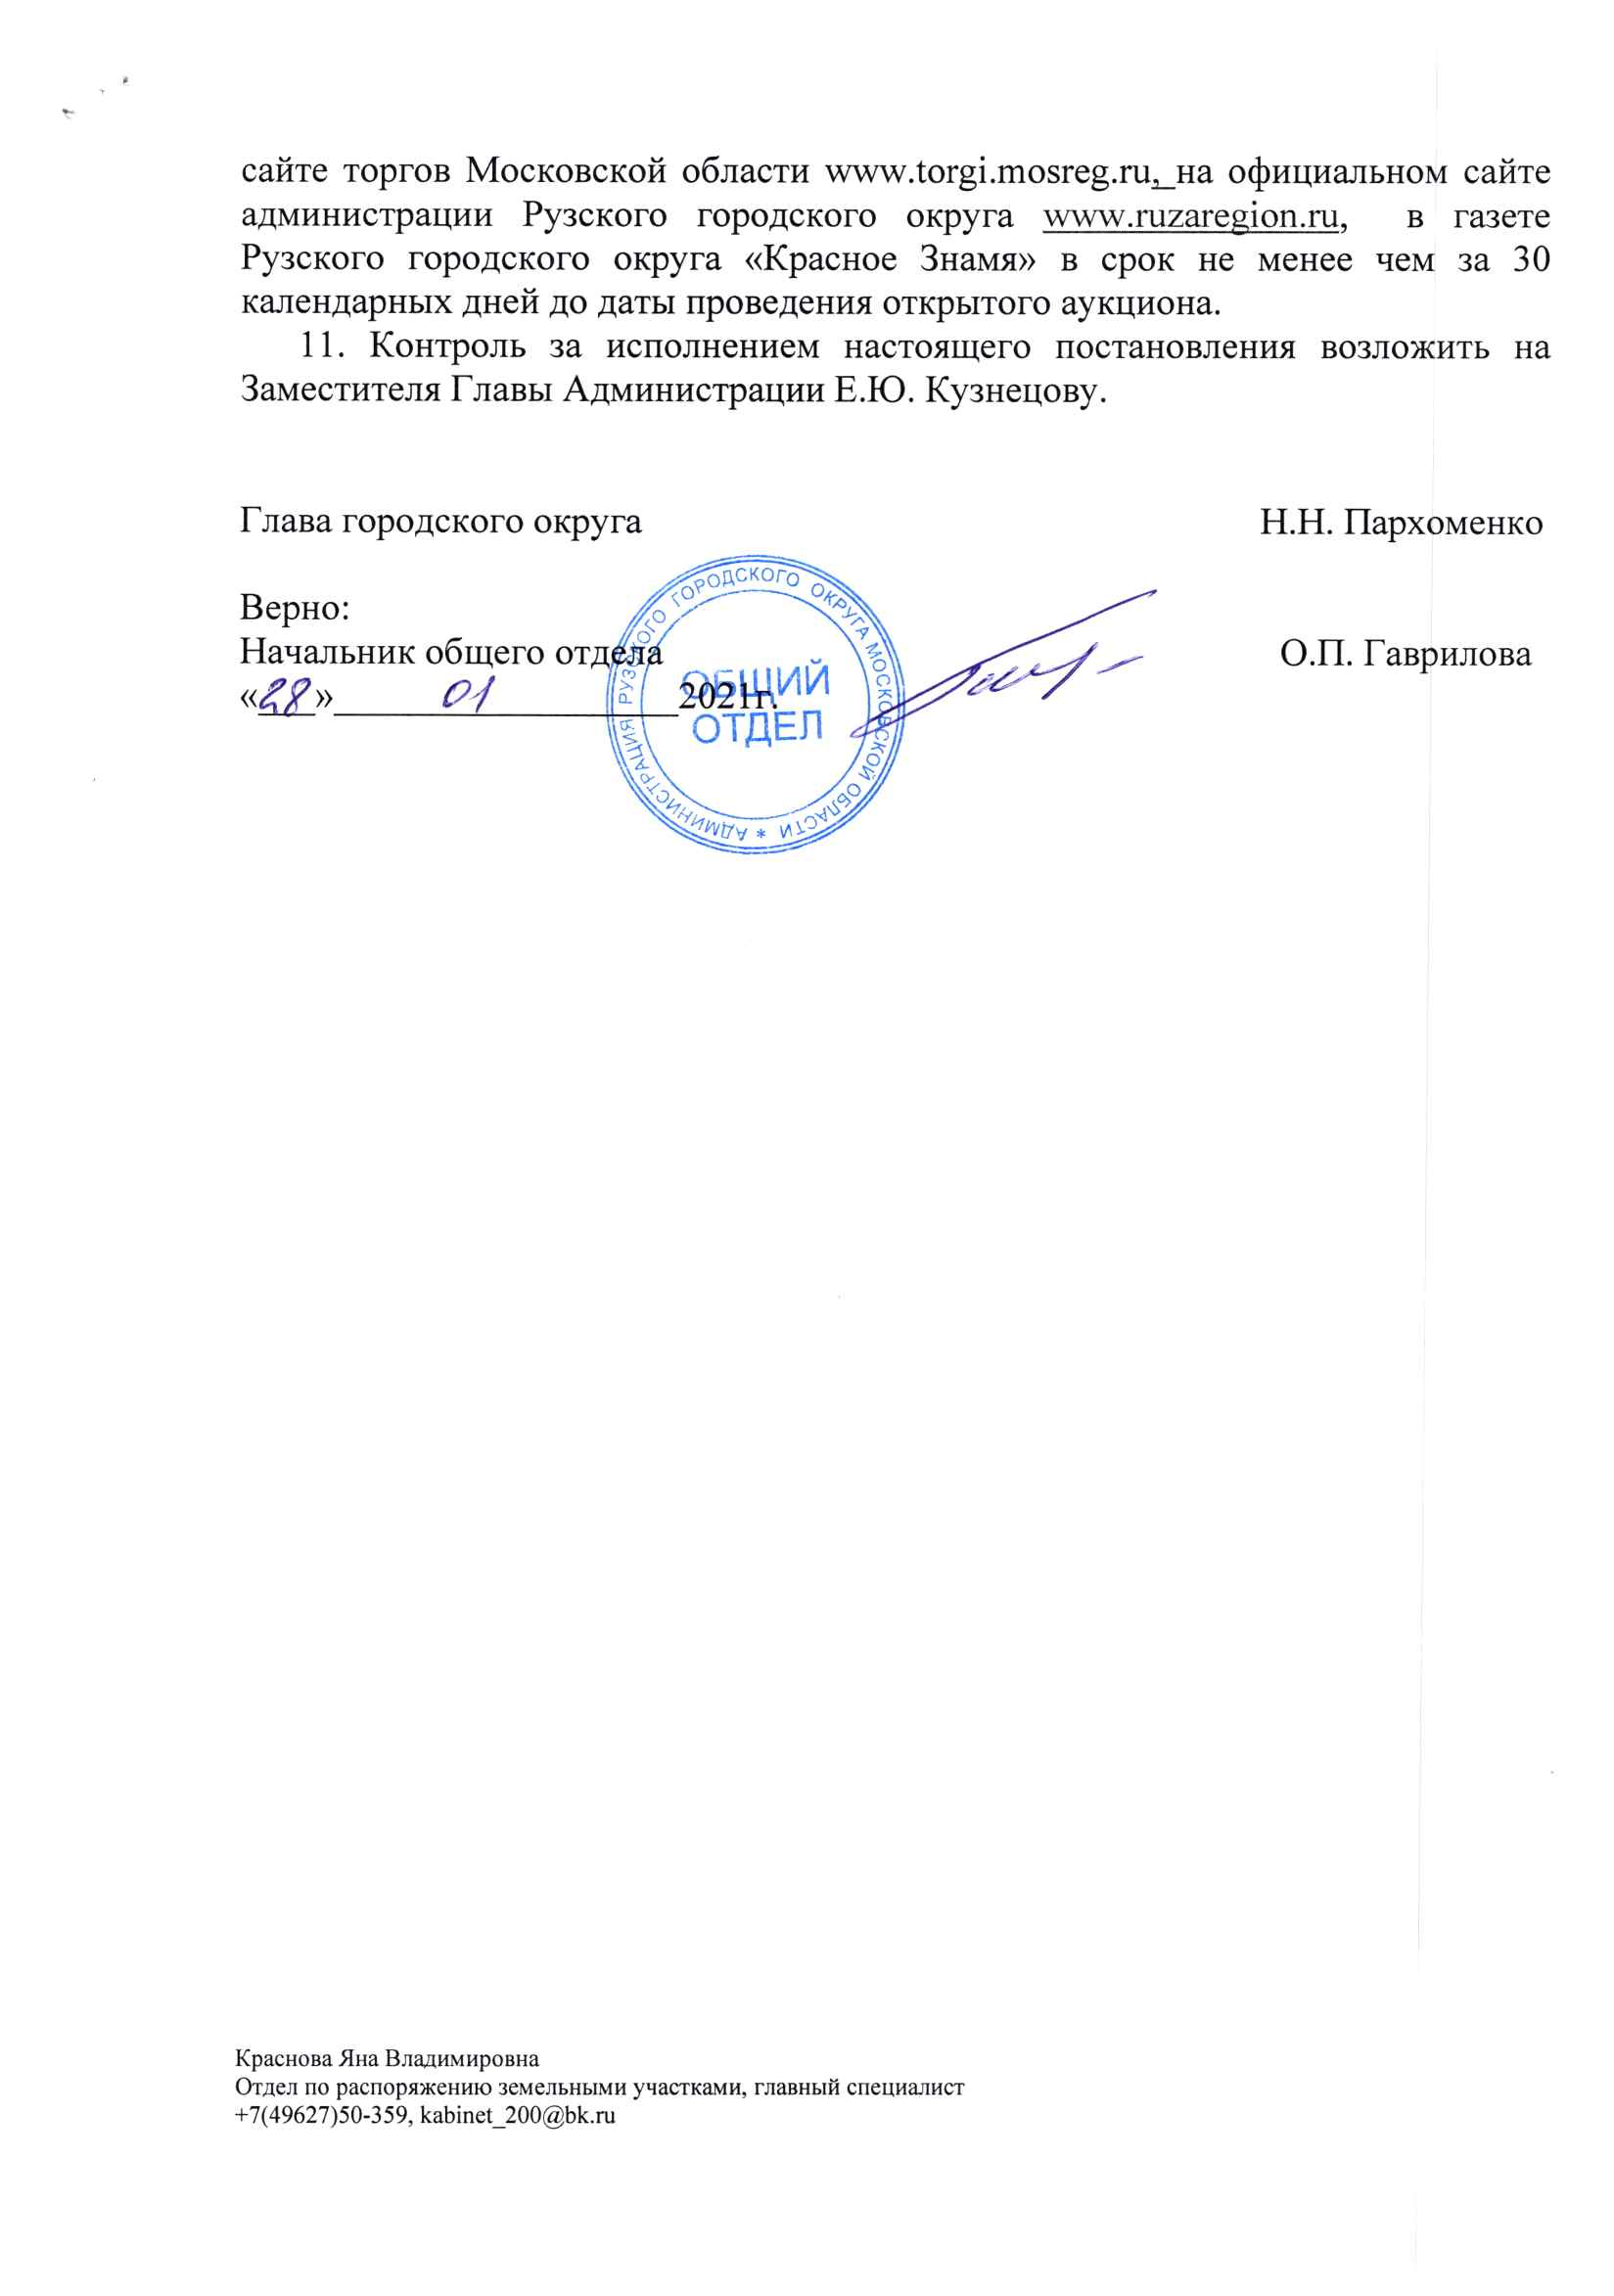 сайте торгов Московской области www.torgi.mosreg.ru, на официальном сайте
администрации Рузского городского округа www.ruzaregion.ru, в газете
Рузского городского округа «Красное Знамя» в срок не менее чем за 30
календарных дней до даты проведения открытого аукциона.
11. Контроль за исполнением настоящего постановления возложить на
Заместителя Главы Администрации Е.Ю. Кузнецову.
Глава городского округа Н.Н. Пархоменко
Верно:
Начальник общего отдела О.П. Гаврилова
«28» 01 2021г.
АДМИНИСТРАЦИЯ РУЗСКОГО ГОРОДСКОГО ОКРУГА МОСКОВСКОЙ ОБЛАСТИ *
ОБЩИЙ
ОТДЕЛ
Краснова Яна Владимировна
Отдел по распоряжению земельными участками, главный специалист
+7(49627)50-359, kabinet_200@bk.ru